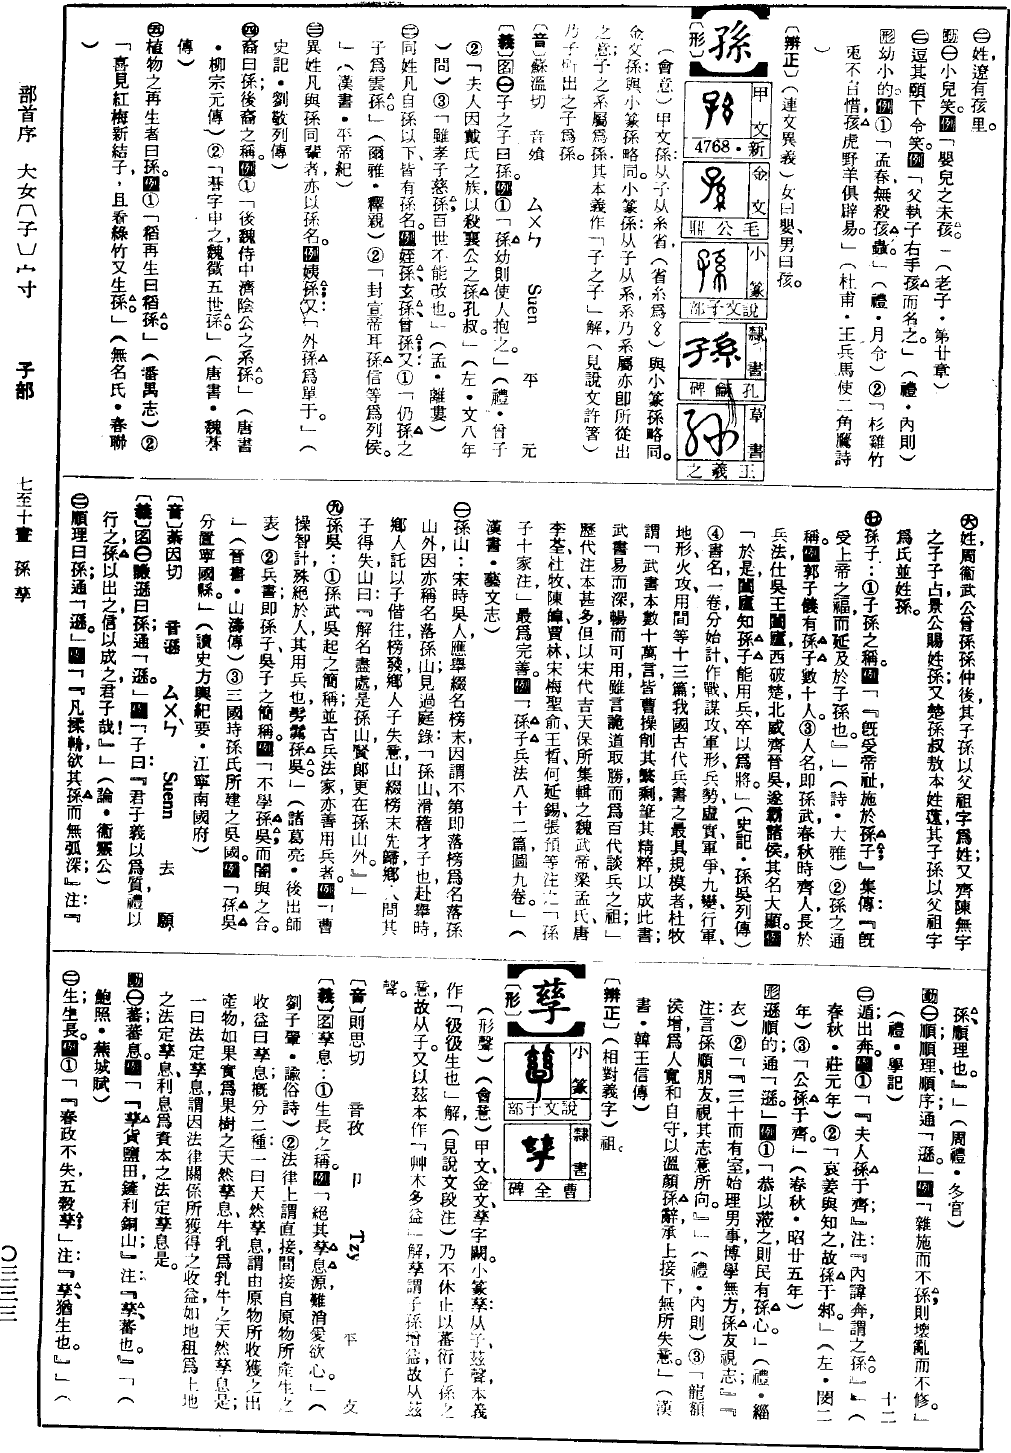 ㊁姓,遼有孩里。
動㊀小兒笑。例「嬰兒之未孩。」(老子・第廿章)
㊁逗其頤下令笑。例「父執子右手,孩而名之。」(禮・內則)
形幼小的。例①「孟春,無殺孩蟲。」(禮・月令)②「杉雞竹
兎不自惜,孩虎野羊俱辟易。」(杜甫・王兵馬使二角鷹詩
)
〔辨正〕(連文異義)女曰嬰、男曰孩。
孫
〔形〕
甲文 新・4768
金文 毛公鼎
小篆 說文子部
隸書 孔龢碑
草書 王羲之
(會意)甲文孫:从子从糸省,(省糸爲8)與小篆孫略同。
金文孫:與小篆孫略同。小篆孫:从子从系,系乃系屬亦卽所從出
之意,子之系屬爲孫,其本義作「子之子」解,(見說文許箸)
乃子所出之子爲孫。
〔音〕蘇溫切 音飧 ㄙㄨㄣ Suen 平 元
〔義〕名㊀子之子曰孫。例①「孫幼則使人抱之。」(禮・曾子
問)②「夫人因戴氏之族,以殺襄公之孫孔叔。」(左・文八年
)③「雖孝子慈孫,百世不能改也。」(孟・離婁)
㊁同姓凡自孫以下,皆有孫名。例姪孫、玄孫、曾孫;又:①「仍孫之
子爲雲孫。」(爾雅・釋親)②「封宣帝耳孫信等爲列侯。
」(漢書・平帝紀)
㊂異姓凡與孫同輩者,亦以孫名。例姨孫;又:「外孫爲單于。」(
史記・劉敬列傳)
㊃裔曰孫;後裔之稱。例①「後魏侍中濟陰公之系孫。」(唐書
・柳宗元傳)②「謩字申之,魏徵五世孫。」(唐書・魏謩
傳)
㊄植物之再生者曰孫。例①「稻再生曰稻孫。」(番禺志)②
「喜見紅梅新結子,且看綠竹又生孫。」(無名氏・春聯
)
㊅姓,周衞武公曾孫孫仲後,其子孫以父祖字爲姓;又齊陳無宇
之子子占,景公賜姓孫;又楚孫叔敖本姓薳,其子孫以父祖字
爲氏,並姓孫。
㊆孫子:①子孫之稱。例「『旣受帝祉,施於孫子。』集傳『旣
受上帝之福,而延及於子孫也。』」(詩・大雅)②孫之通
稱。例郭子儀有孫子數十人。③人名,卽孫武,春秋時齊人,長於
兵法,仕吳王闔廬,西破楚,北威齊晉,吳遂霸諸侯,其名大顯。例
「於是闔廬知孫子能用兵,卒以爲將。」(史記・孫吳列傳)
④書名,一卷,分始計、作戰、謀攻、軍形、兵勢、虛實、軍爭、九變、行軍、
地形、火攻、用間等十三篇;我國古代兵書之最具規模者。杜牧
謂「武書本數十萬言,皆曹操削其繁剩,筆其精粹,以成此書;
武書易而深,暢而可用,雖言詭道取勝,而爲百代談兵之祖。」
歷代注本甚多,但以宋代吉天保所集輯之魏武帝、梁孟氏、唐
李荃、杜牧、陳皥、賈林、宋梅聖俞、王晳、何延錫、張預等注之「孫
子十家注」最爲完善。例「孫子兵法八十二篇,圖九卷。」(
漢書・藝文志)
㊀孫山:宋時吳人,應舉綴名榜末,因謂不第卽落榜爲名落孫
山外,因亦稱名落孫山;見過庭錄:「孫山,滑稽才子也,赴舉時,
鄉人託以子偕往,榜發,鄉人子失意,山綴榜末,先歸,鄉人問其
子得失,山曰『解名盡處是孫山,賢郞更在孫山外。』」
㊈孫吳:①孫武、吳起之簡稱;並古兵法家,亦善用兵者。例「曹
操智計,殊絕於人,其用兵也,髣髴孫吳。」(諸葛亮・後出師
表)②兵書,卽孫子、吳子之簡稱。例「不學孫吳,而闇與之合。
」(晉書・山濤傳)③三國時孫氏所建之吳國。例「孫吳
分置寧國縣。」(讀史方輿紀要・江寧南國府)
〔音〕蓀困切 音遜 ㄙㄨㄣˋ Suenn 去 願
〔義〕名㊀謙遜曰孫;通「遜。」例「子曰『君子義以爲質,禮以
行之,孫以出之,信以成之,君子哉!』」(論・衞靈公)
㊁順理曰孫;通「遜。」例「『凡揉輈,欲其孫而無弧深;』注:『
孫,順理也。』」(周禮・冬官)
動㊀順;順理;順序;通「遜。」例「雜施而不孫,則壞亂而不修。」
(禮・學記)
㊁遁;出奔。例①「『夫人孫于齊。』注『內諱奔,謂之孫。』」(
春秋・莊元年)②「哀姜與知之,故孫于邾。」(左・閔二
年)③「公孫于齊。」(春秋・昭廿五年)
形遜順的;通「遜。」例①「恭以涖之,則民有孫心。」(禮・緇
衣)②「『三十而有室,始理男事,博學無方,孫友視志;』『
注言孫順朋友,視其志意所向。』」(禮・內則)③「龍額
侯增,爲人寬和自守,以溫顏孫辭承上接下,無所失意。」(漢
書・韓王信傳)
〔辨正〕(相對義字)祖。
孳
〔形〕
小篆 說文子部
隸書 曹全碑
(形聲)(會意)甲文、金文孳字闕。小篆孳:从子,茲聲,本義
作「彶彶生也」解,(見說文段注)乃不休止以蕃衍子孫之
意,故从子。又以茲本作「艸木多益」解,孳謂子孫增益,故从茲
聲。
〔音〕則思切 音孜 ㄗ Tzy 平 支
〔義〕名孳息:①生長之稱。例「絕其孳息源,難消愛欲心。」(
劉子翬・諭俗詩)②法律上謂直接、間接自原物所產生之
收益曰孳息;概分二種:一曰天然孳息,謂由原物所收獲之出
產物,如果實爲果樹之天然孳息,牛乳爲乳牛之天然孳息是;
一曰法定孳息,謂因法律關係所獲得之收益,如地租爲土地
之法定孳息,利息爲資本之法定孳息是。
動㊀蕃;蕃息。例「『孳貨鹽田,鏟利銅山;』注:『孳,蕃也。』」(
鮑照・蕪城賦)
㊁生;生長。例①「『春政不失,五穀孳;』注『孳,猶生也。』」(
部首序 大女宀子凵宀寸 子部 七至十畫 孫 孳 〇三三三
十二